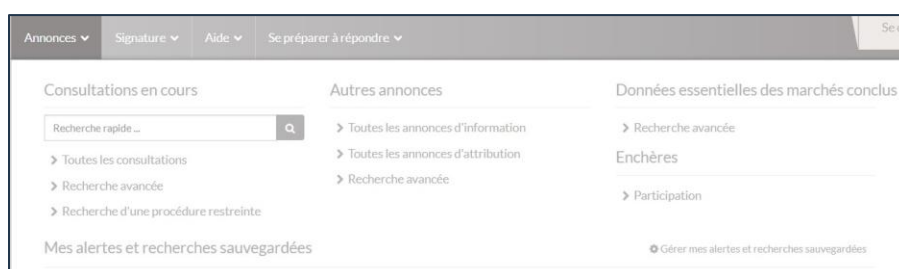 Annonces Signature Aide Se préparer à répondre Se
Consultations en cours
Recherche rapide ...
Toutes les consultations
Recherche avancée
Recherche d'une procédure restreinte
Autres annonces
Toutes les annonces d'information
Toutes les annonces d'attribution
Recherche avancée
Données essentielles des marchés conclus
Recherche avancée
Enchères
Participation
Mes alertes et recherches sauvegardées
Gérer mes alertes et recherches sauvegardées